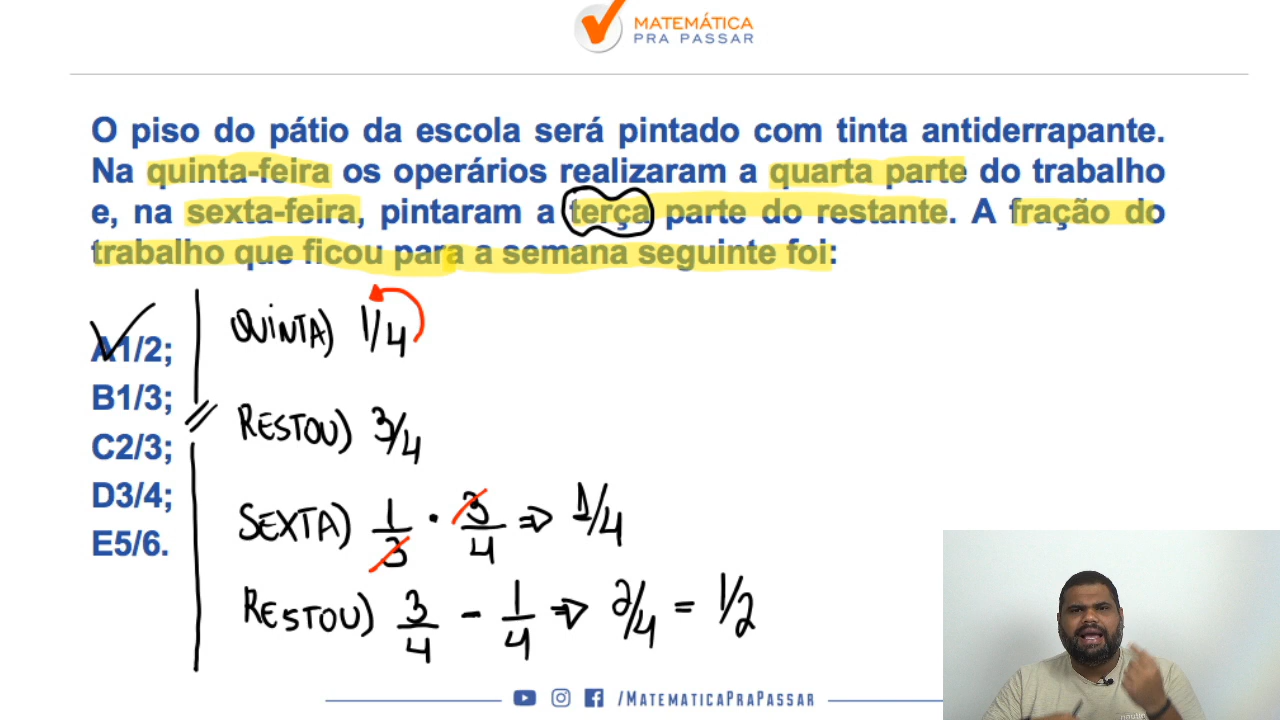 MATEMÁTICA
PRA PASSAR
O piso do pátio da escola será pintado com tinta antiderrapante.
Na quinta-feira os operários realizaram a quarta parte do trabalho
e, na sexta-feira, pintaram a terça parte do restante. A fração do
trabalho que ficou para a semana seguinte foi:
A1/2;
B1/3;
C2/3;
D3/4;
E5/6.
QUINTA) 1/4
RESTOU) 3/4
SEXTA) 1/3 · 3/4 ⇒ 1/4
RESTOU) 3/4 - 1/4 ⇒ 2/4 = 1/2
/MATEMATICAPRAPASSAR